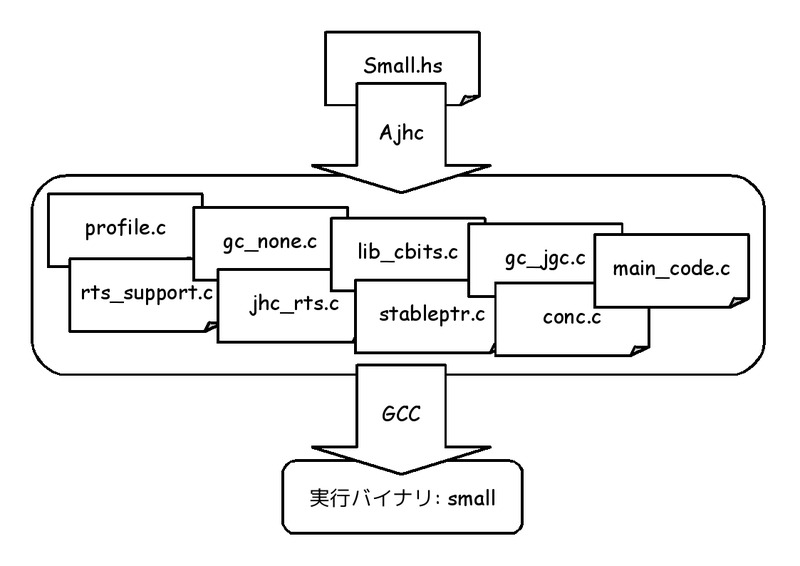 Small.hs
Ajhc
profile.c
gc_none.c
lib_cbits.c
gc_jgc.c
main_code.c
rts_support.c
jhc_rts.c
stableptr.c
conc.c
GCC
実行バイナリ: small